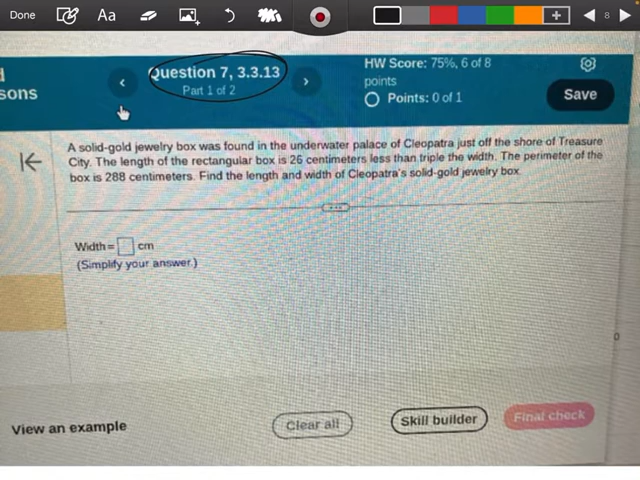 Done
Aa
8
sons
Question 7, 3.3.13
Part 1 of 2
HW Score: 75%, 6 of 8
points
Points: 0 of 1
Save
A solid-gold jewelry box was found in the underwater palace of Cleopatra just off the shore of Treasure
City. The length of the rectangular box is 26 centimeters less than triple the width. The perimeter of the
box is 288 centimeters. Find the length and width of Cleopatra's solid-gold jewelry box.
Width = cm
(Simplify your answer.)
View an example
Clear all
Skill builder
Final check